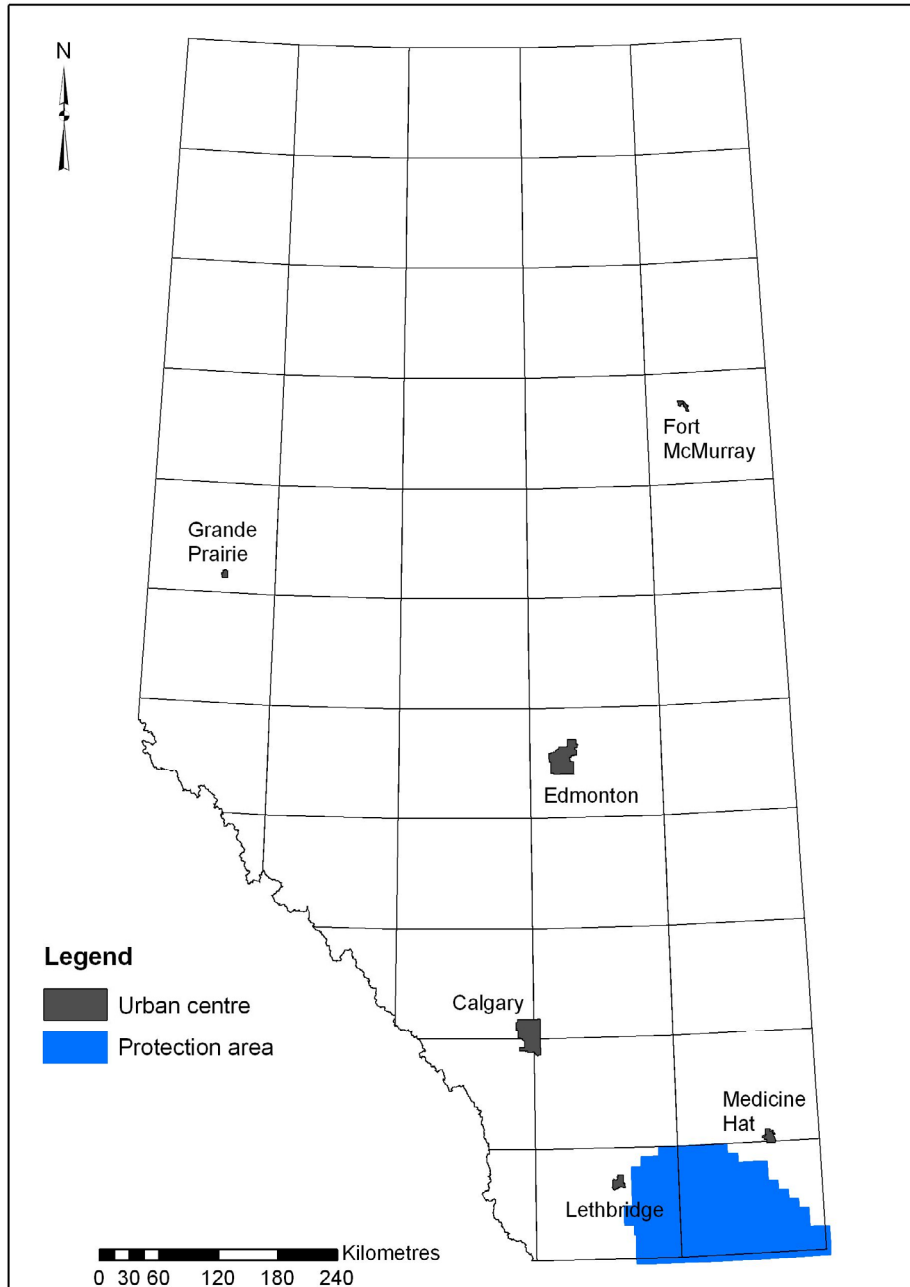 N
Fort
McMurray
Grande
Prairie
Edmonton
Legend
Urban centre
Protection area
Calgary
Medicine
Hat
Lethbridge
Kilometres
0 30 60 120 180 240